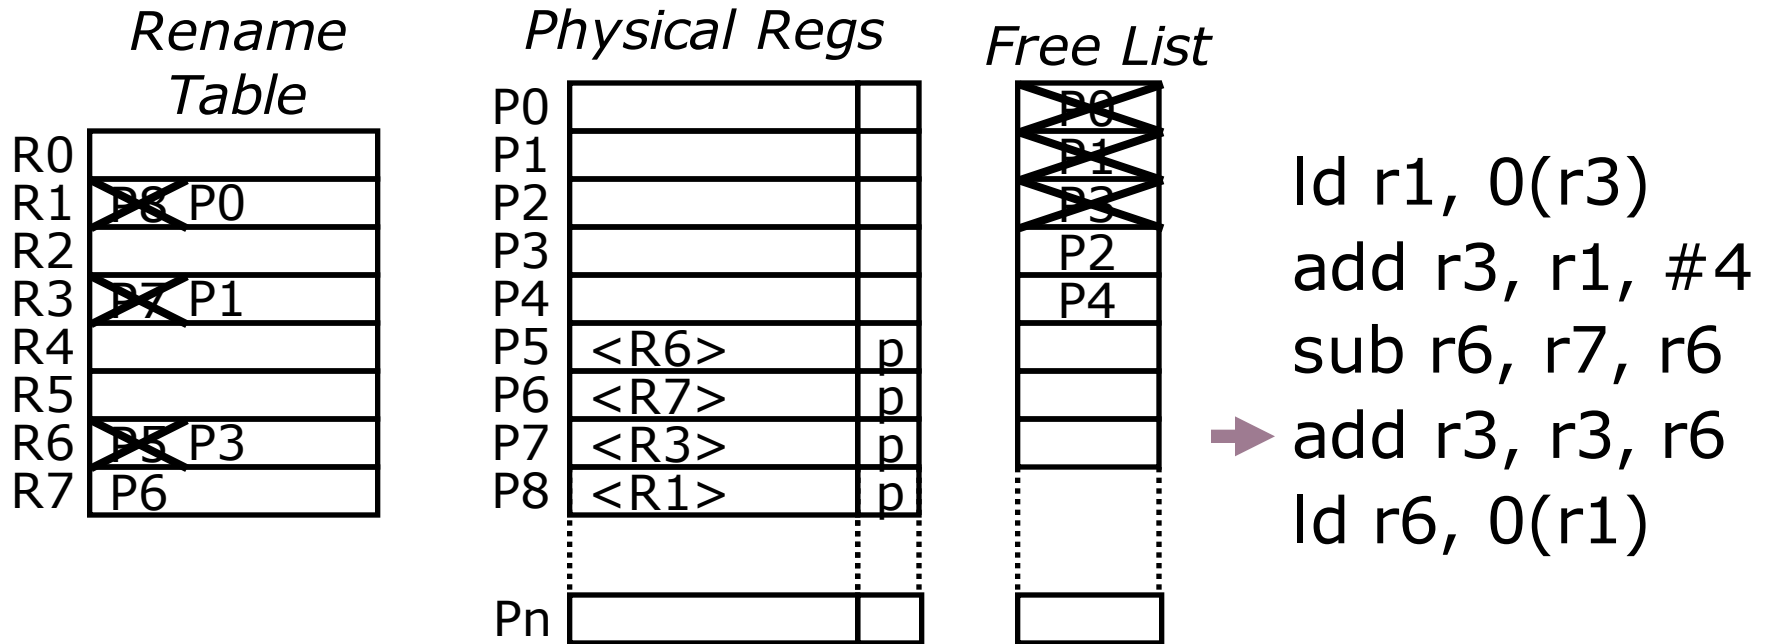 Rename
Table
R0
R1 P8 P0
R2
R3 P7 P1
R4
R5
R6 P5 P3
R7 P6
Physical Regs
P0
P1
P2
P3
P4
P5 <R6> p
P6 <R7> p
P7 <R3> p
P8 <R1> p
Pn
Free List
P0
P1
P3
P2
P4
ld r1, 0(r3)
add r3, r1, #4
sub r6, r7, r6
add r3, r3, r6
ld r6, 0(r1)